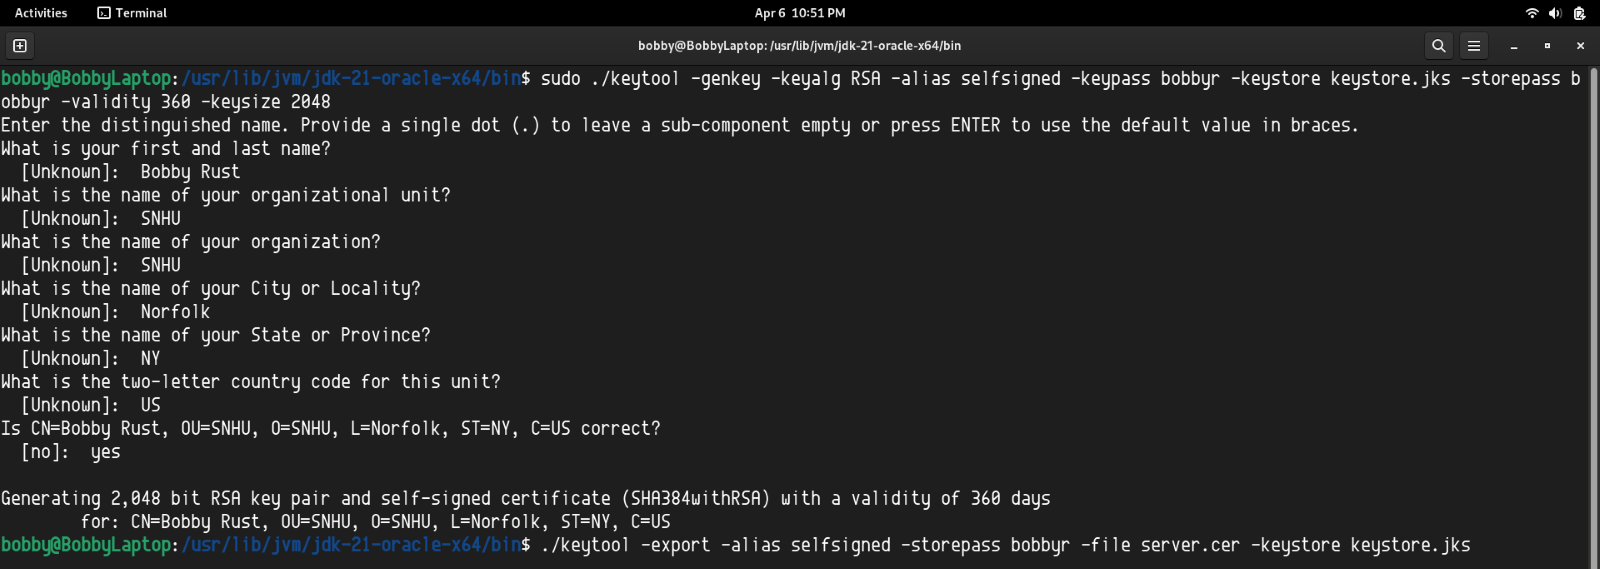 Activities Terminal Apr 6 10:51 PM
bobby@BobbyLaptop: /usr/lib/jvm/jdk-21-oracle-x64/bin
bobby@BobbyLaptop:/usr/lib/jvm/jdk-21-oracle-x64/bin$ sudo ./keytool -genkey -keyalg RSA -alias selfsigned -keypass bobbyr -keystore keystore.jks -storepass b
obbyr -validity 360 -keysize 2048
Enter the distinguished name. Provide a single dot (.) to leave a sub-component empty or press ENTER to use the default value in braces.
What is your first and last name?
  [Unknown]:  Bobby Rust
What is the name of your organizational unit?
  [Unknown]:  SNHU
What is the name of your organization?
  [Unknown]:  SNHU
What is the name of your City or Locality?
  [Unknown]:  Norfolk
What is the name of your State or Province?
  [Unknown]:  NY
What is the two-letter country code for this unit?
  [Unknown]:  US
Is CN=Bobby Rust, OU=SNHU, O=SNHU, L=Norfolk, ST=NY, C=US correct?
  [no]:  yes

Generating 2,048 bit RSA key pair and self-signed certificate (SHA384withRSA) with a validity of 360 days
        for: CN=Bobby Rust, OU=SNHU, O=SNHU, L=Norfolk, ST=NY, C=US
bobby@BobbyLaptop:/usr/lib/jvm/jdk-21-oracle-x64/bin$ ./keytool -export -alias selfsigned -storepass bobbyr -file server.cer -keystore keystore.jks